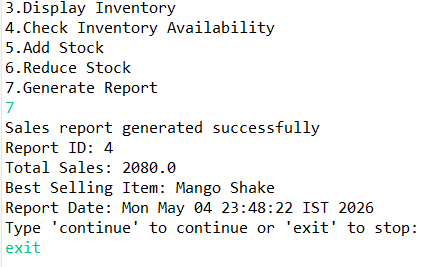 3.Display Inventory
4.Check Inventory Availability
5.Add Stock
6.Reduce Stock
7.Generate Report
7
Sales report generated successfully
Report ID: 4
Total Sales: 2080.0
Best Selling Item: Mango Shake
Report Date: Mon May 04 23:48:22 IST 2026
Type 'continue' to continue or 'exit' to stop:
exit